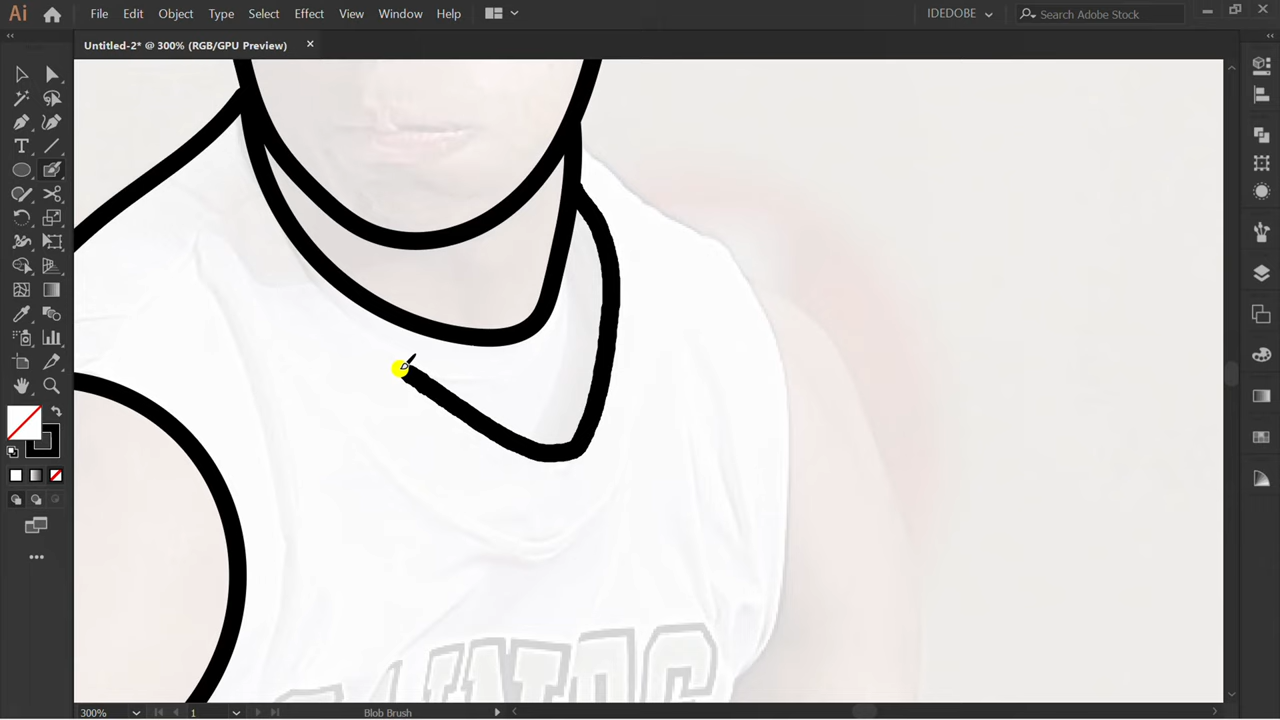 Ai File Edit Object Type Select Effect View Window Help IDEDOBE Search Adobe Stock
Untitled-2* @ 300% (RGB/GPU Preview) ×
T
300% 1 Blob Brush